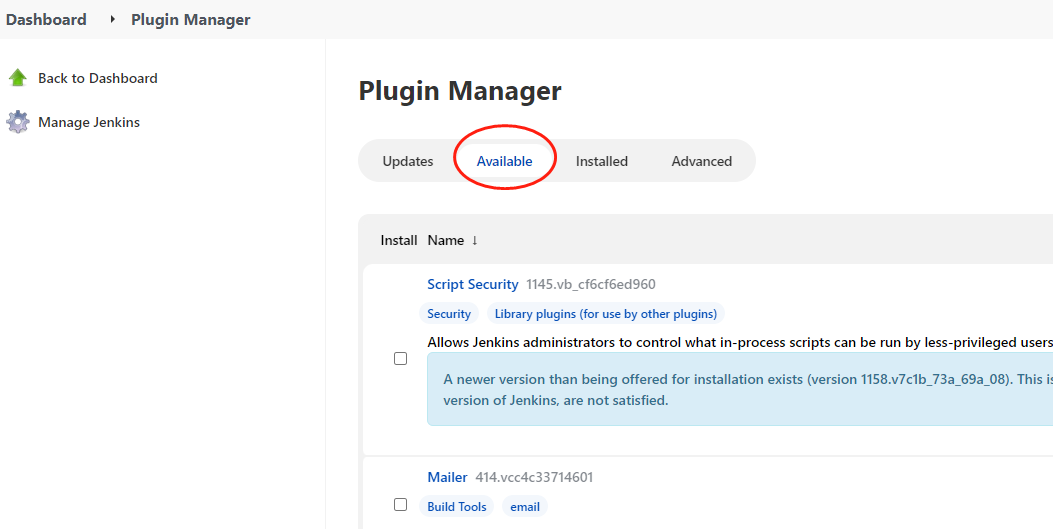 Dashboard Plugin Manager
Back to Dashboard
Manage Jenkins
Plugin Manager
Updates Available Installed Advanced
Install Name ↓
Script Security 1145.vb_cf6cf6ed960
Security Library plugins (for use by other plugins)
Allows Jenkins administrators to control what in-process scripts can be run by less-privileged users
A newer version than being offered for installation exists (version 1158.v7c1b_73a_69a_08). This is
version of Jenkins, are not satisfied.
Mailer 414.vcc4c33714601
Build Tools email